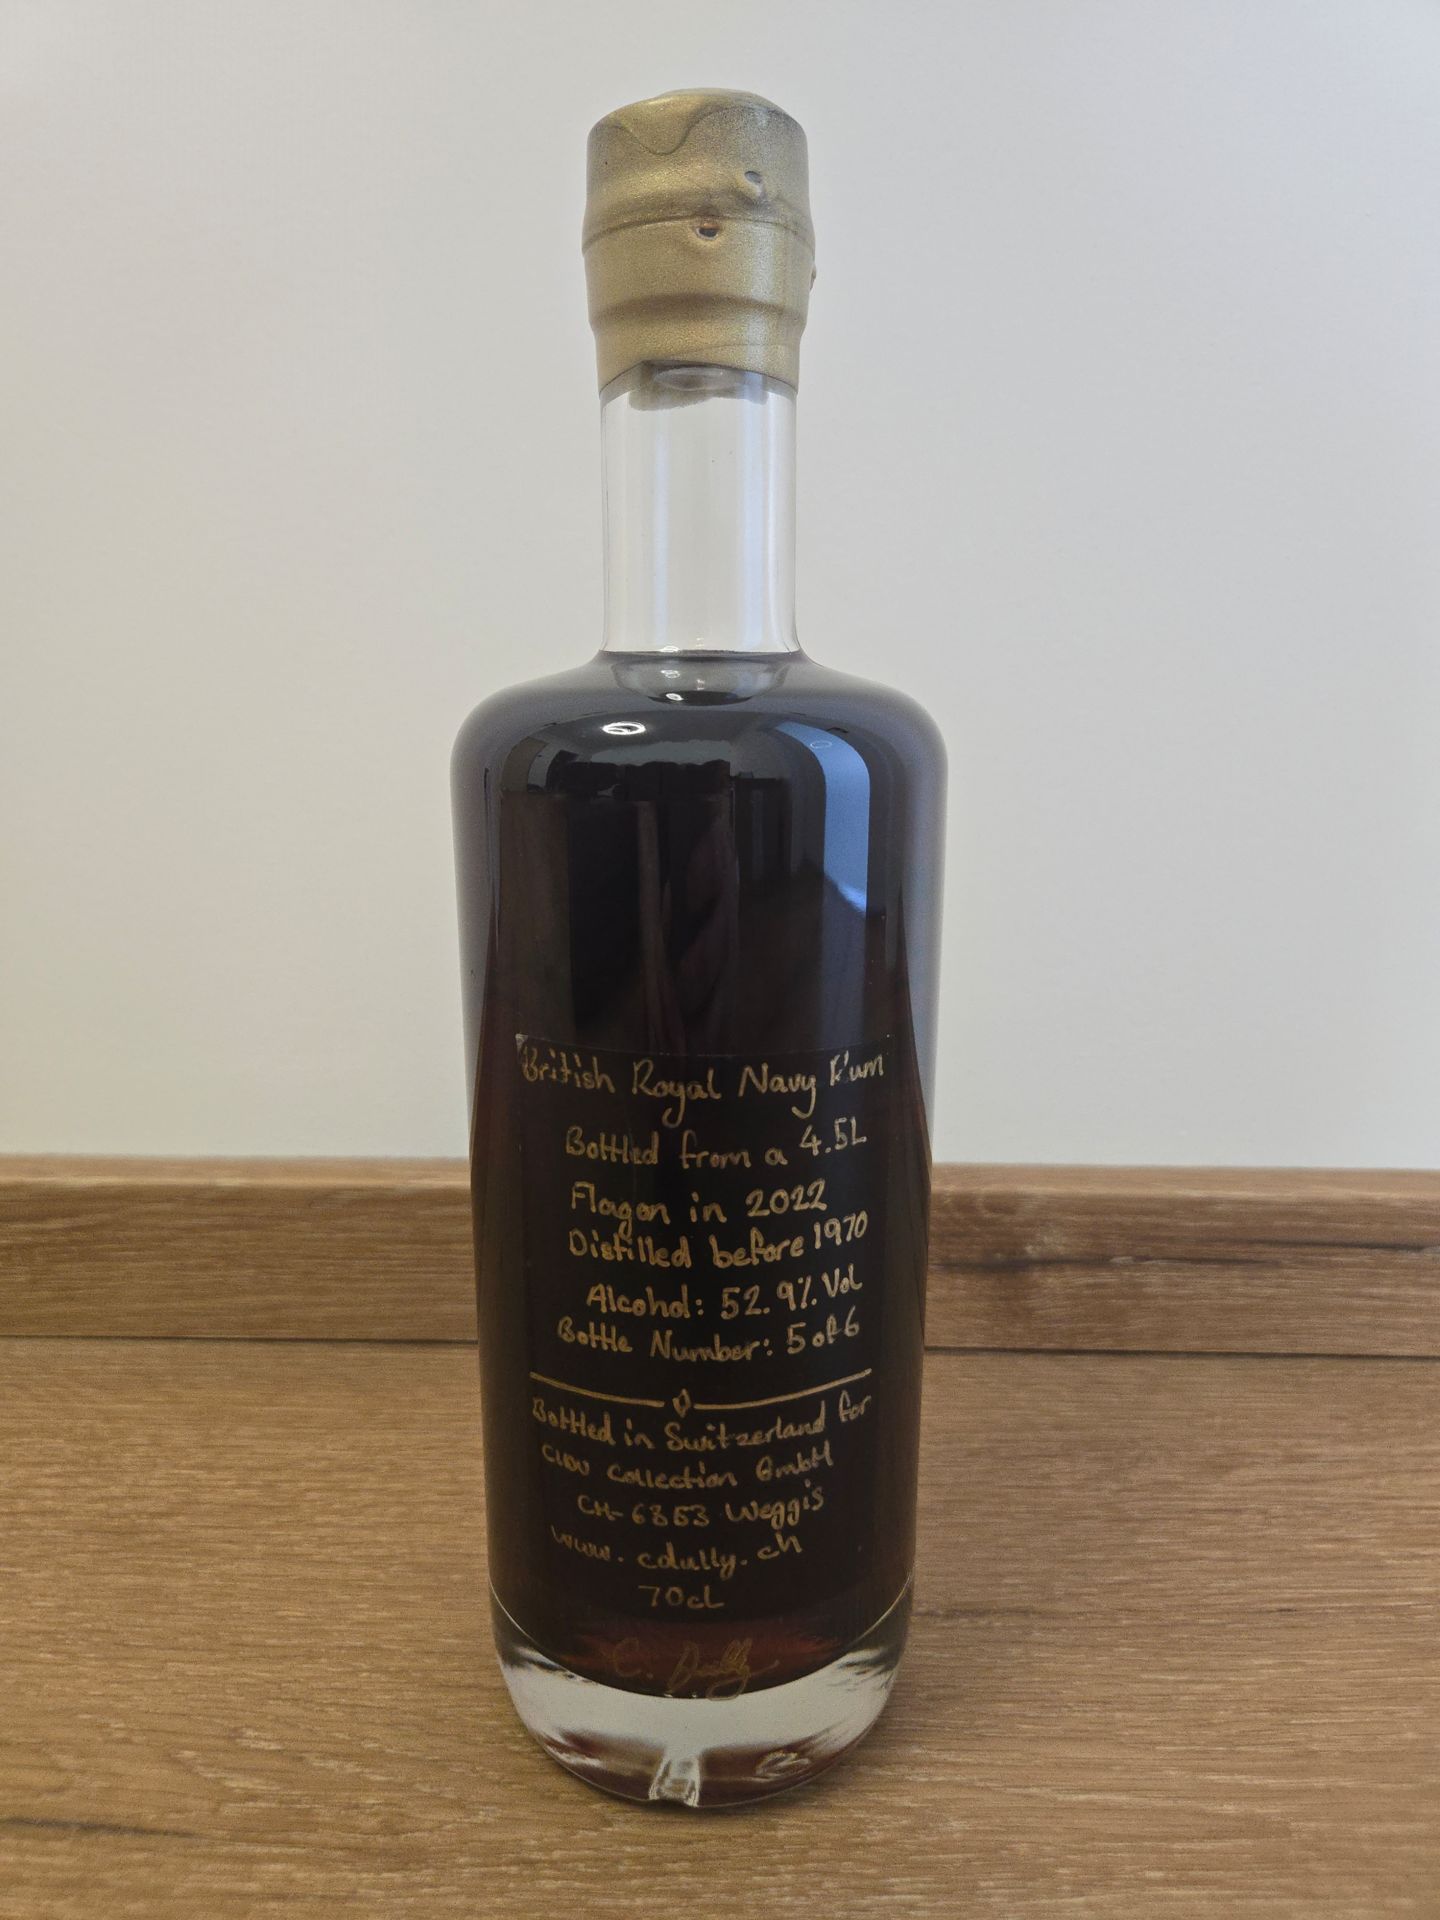 British Royal Navy Rum
Bottled from a 4.5L
Flagon in 2022
Distilled before 1970
Alcohol: 52.9% Vol
Bottle Number: 5 of 6
Bottled in Switzerland for
Collection GmbH
CH-6353 Weggis
www.cdully.ch
70cL
C. Dully